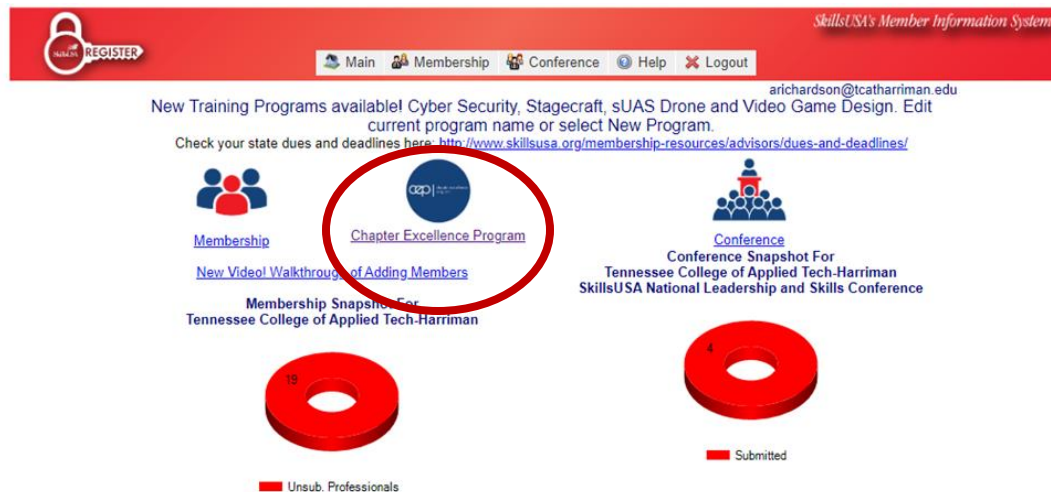 SkillsUSA's Member Information System
SkillsUSA REGISTER
Main Membership Conference Help Logout
arichardson@tcatharriman.edu
New Training Programs available! Cyber Security, Stagecraft, sUAS Drone and Video Game Design. Edit
current program name or select New Program.
Check your state dues and deadlines here: http://www.skillsusa.org/membership-resources/advisors/dues-and-deadlines/
cep
Membership
Chapter Excellence Program
Conference
New Video! Walkthrough of Adding Members
Conference Snapshot For
Tennessee College of Applied Tech-Harriman
SkillsUSA National Leadership and Skills Conference
Membership Snapshot For
Tennessee College of Applied Tech-Harriman
19
4
Unsub. Professionals
Submitted